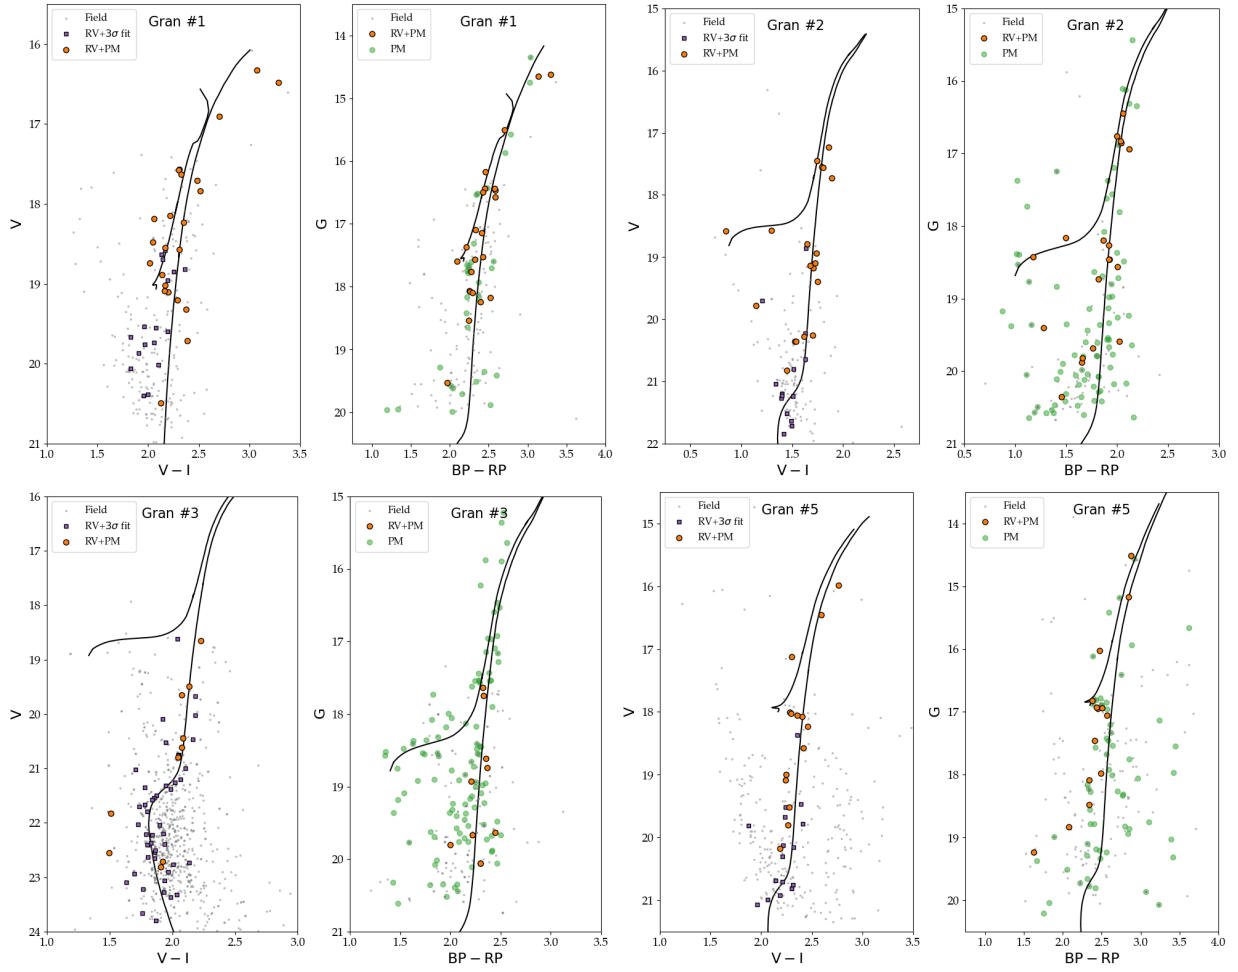 Gran #1
Field
RV+3σ fit
RV+PM
16
17
18
19
20
21
V
1.0 1.5 2.0 2.5 3.0 3.5
V − I
Gran #1
Field
RV+PM
PM
14
15
16
17
18
19
20
G
1.0 1.5 2.0 2.5 3.0 3.5 4.0
BP − RP
Gran #2
Field
RV+3σ fit
RV+PM
15
16
17
18
19
20
21
22
V
0.5 1.0 1.5 2.0 2.5
V − I
Gran #2
Field
RV+PM
PM
15
16
17
18
19
20
21
G
0.5 1.0 1.5 2.0 2.5 3.0
BP − RP
Gran #3
Field
RV+3σ fit
RV+PM
16
17
18
19
20
21
22
23
24
V
1.0 1.5 2.0 2.5 3.0
V − I
Gran #3
Field
RV+PM
PM
15
16
17
18
19
20
21
G
1.0 1.5 2.0 2.5 3.0 3.5
BP − RP
Gran #5
Field
RV+3σ fit
RV+PM
15
16
17
18
19
20
21
V
1.0 1.5 2.0 2.5 3.0 3.5
V − I
Gran #5
Field
RV+PM
PM
14
15
16
17
18
19
20
G
1.0 1.5 2.0 2.5 3.0 3.5 4.0
BP − RP